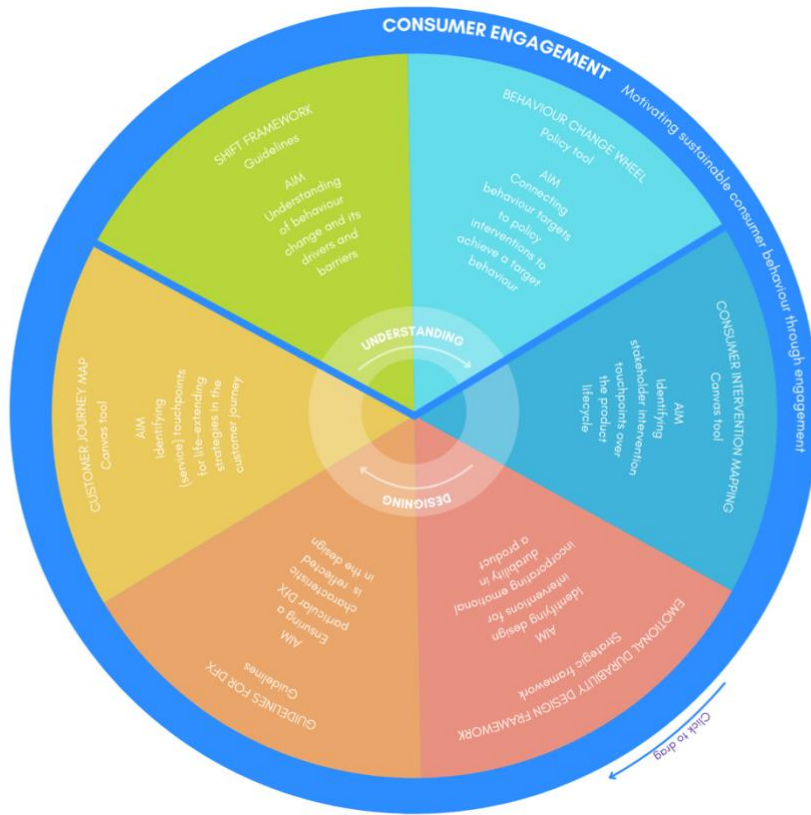 CONSUMER ENGAGEMENT
Motivating sustainable consumer behaviour through engagement
SHIFT FRAMEWORK
Guidelines
AIM
Understanding
of behaviour
change and its
drivers and
barriers
BEHAVIOUR CHANGE WHEEL
Policy tool
AIM
Connecting
behaviour targets
to policy
interventions to
achieve a target
behaviour
CONSUMER INTERVENTION MAPPING
Canvas tool
AIM
Identifying
stakeholder intervention
touchpoints over
the product
lifecycle
EMOTIONAL DURABILITY DESIGN FRAMEWORK
Strategic framework
AIM
identifying design
interventions for
incorporating emotional
durability in
a product
GUIDELINES FOR DFX
Guidelines
AIM
Ensuring a
particular DfX
characteristic
is reflected
in the design
CUSTOMER JOURNEY MAP
Canvas tool
AIM
Identifying
(service) touchpoints
for life-extending
strategies in the
customer journey
UNDERSTANDING
DESIGNING
Click to drag